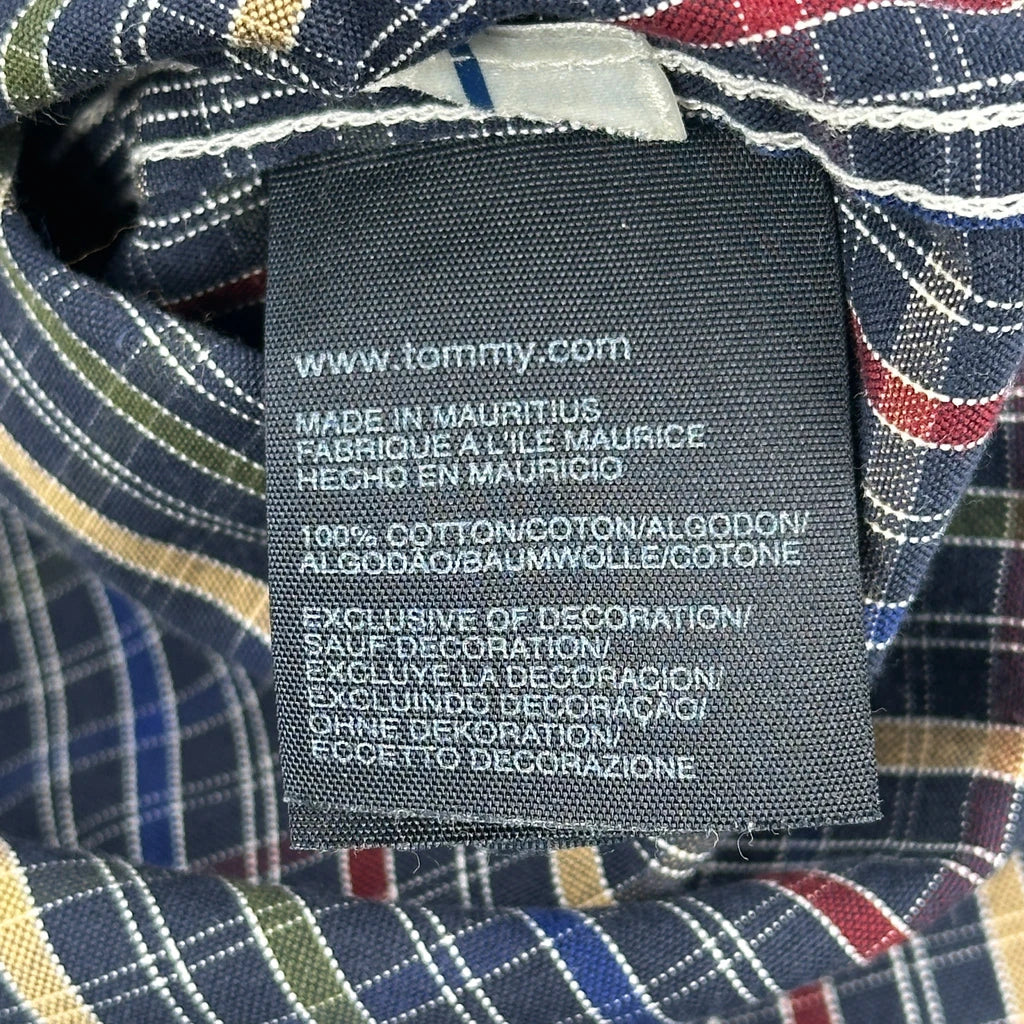 www.tommy.com
MADE IN MAURITIUS
FABRIQUE A L'ILE MAURICE
HECHO EN MAURICIO
100% COTTON/COTON/ALGODON/
ALGODÃO/BAUMWOLLE/COTONE
EXCLUSIVE OF DECORATION/
SAUF DECORATION/
EXCLUYE LA DECORACION/
EXCLUINDO DECORAÇÃO/
OHNE DEKORATION/
ECCETTO DECORAZIONE